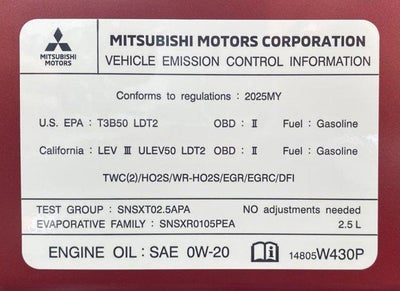 MITSUBISHI MOTORS
MITSUBISHI MOTORS CORPORATION
VEHICLE EMISSION CONTROL INFORMATION
Conforms to regulations : 2025MY
U.S. EPA : T3B50 LDT2 OBD : II Fuel : Gasoline
California : LEV III ULEV50 LDT2 OBD : II Fuel : Gasoline
TWC(2)/HO2S/WR-HO2S/EGR/EGRC/DFI
TEST GROUP : SNSXT02.5APA NO adjustments needed
EVAPORATIVE FAMILY : SNSXR0105PEA 2.5 L
ENGINE OIL : SAE 0W-20 14805W430P